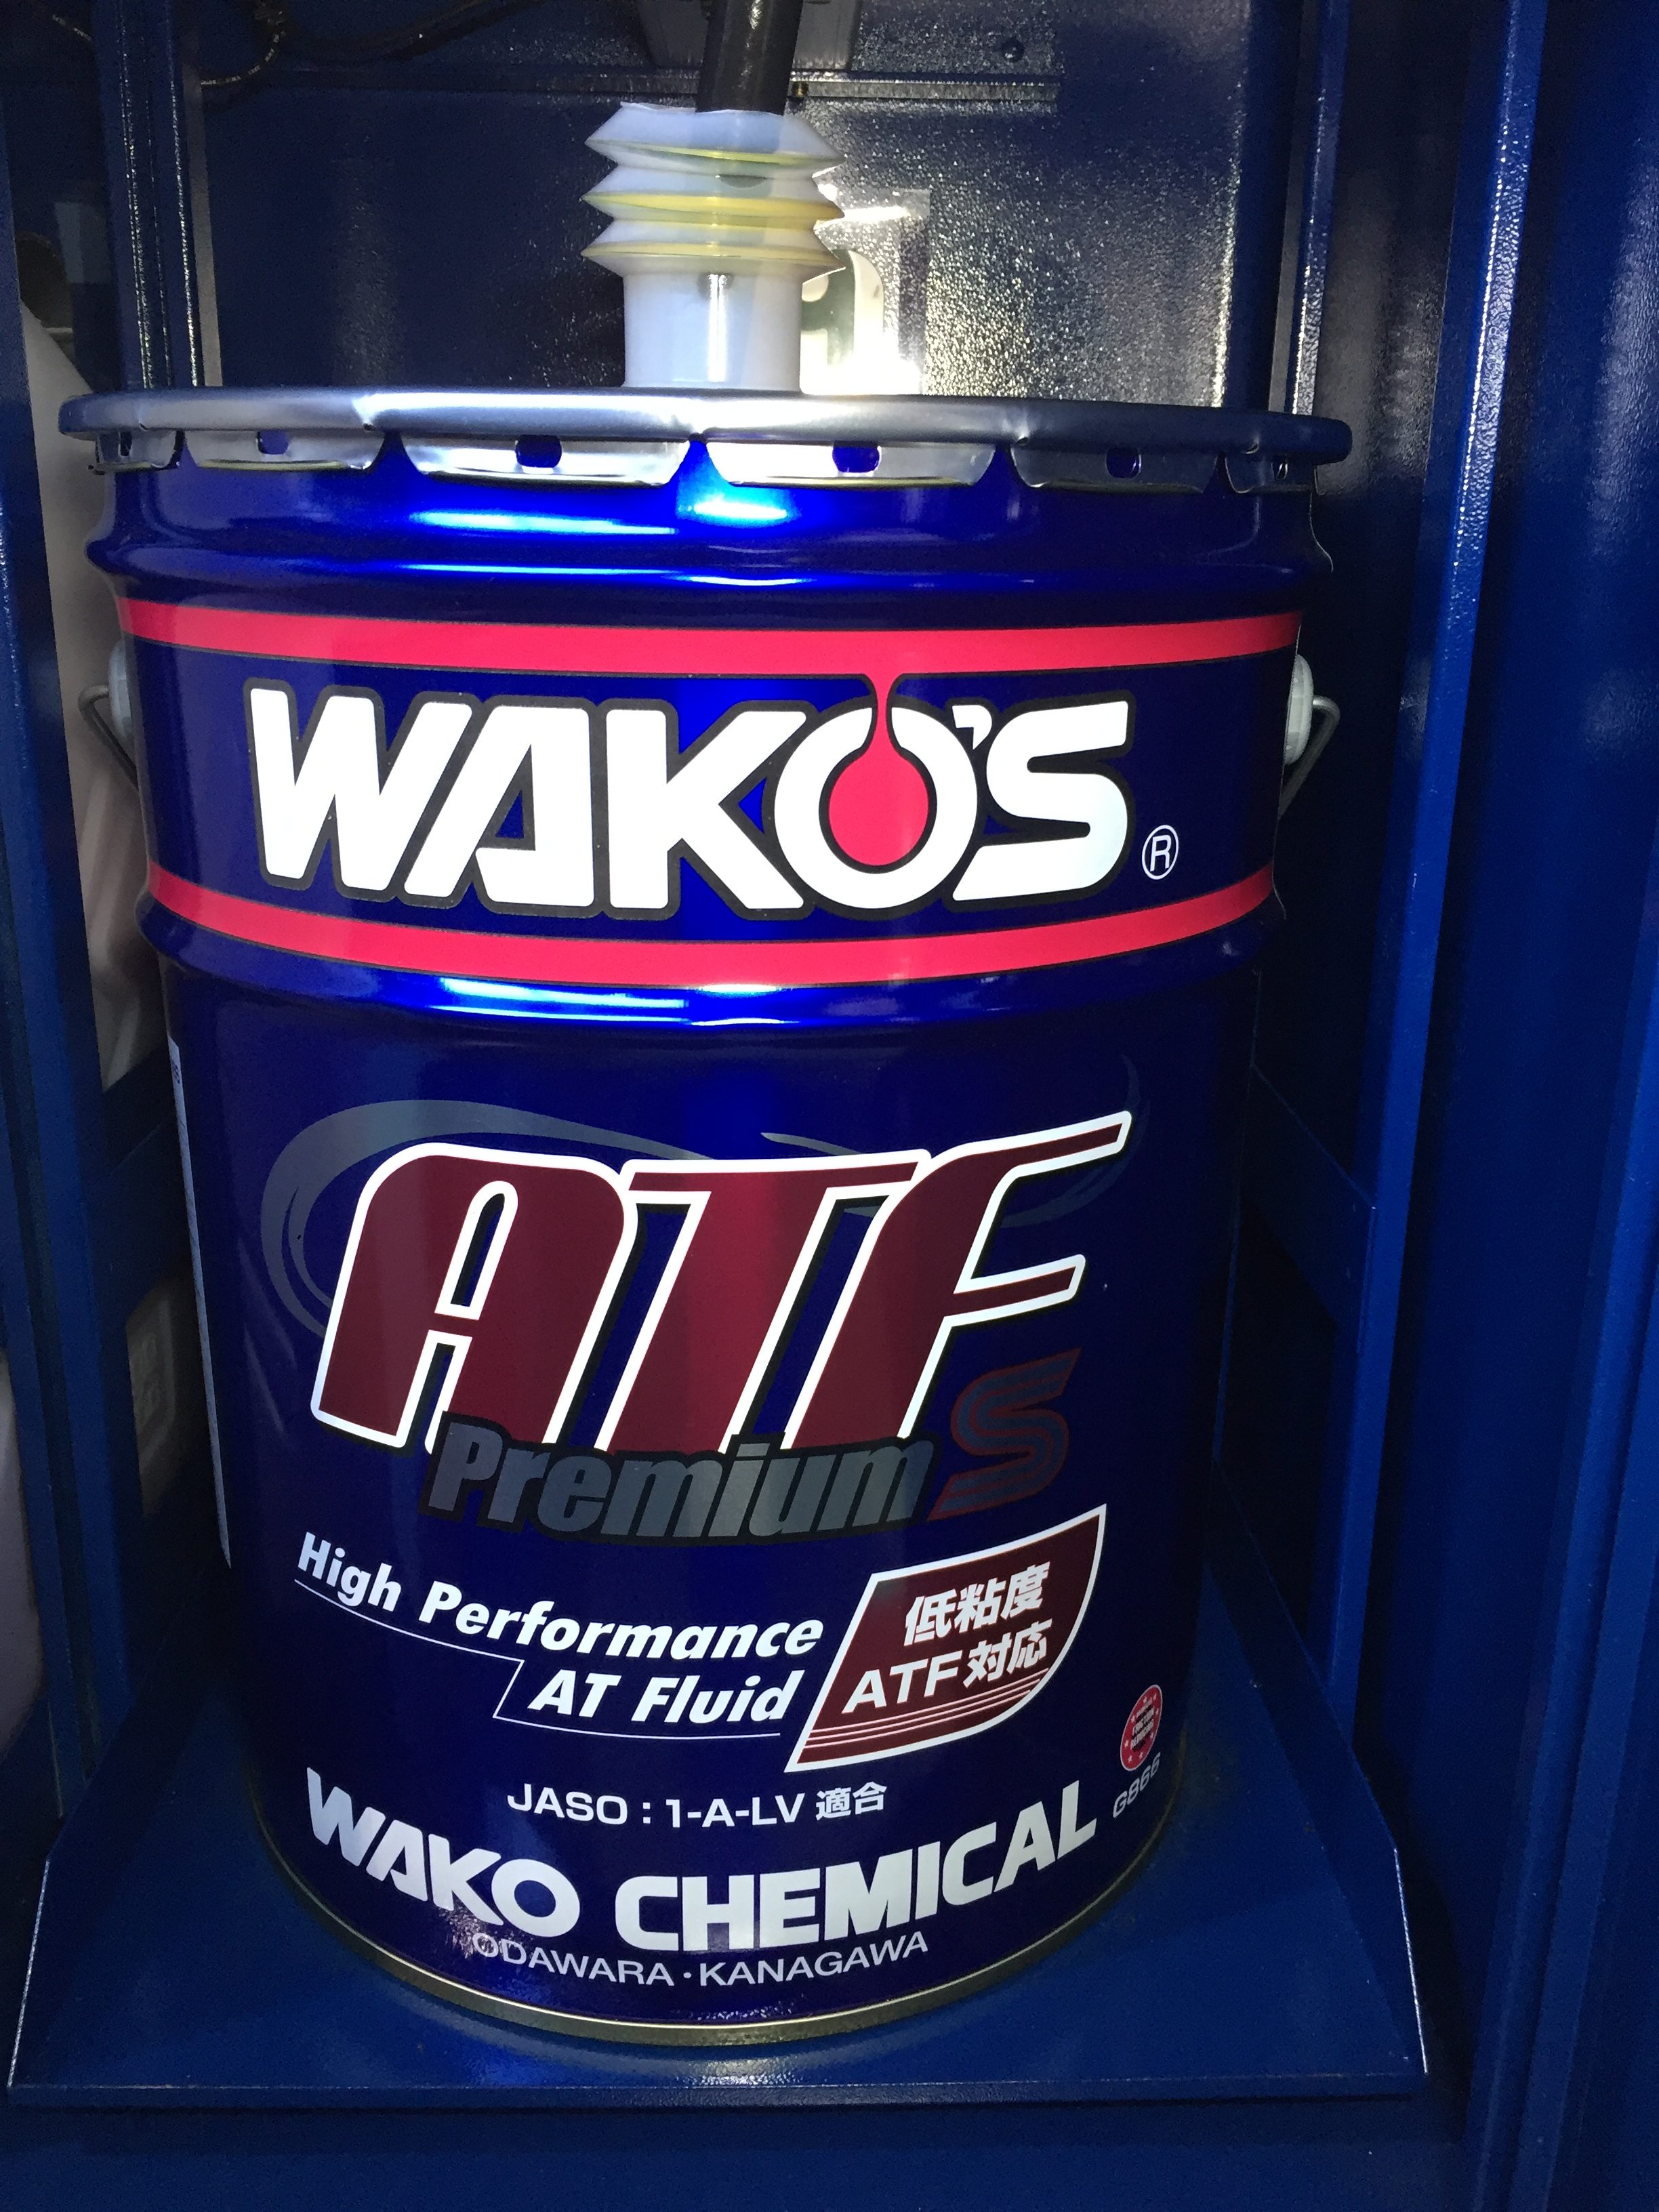 WAKO'S ®
ATF
Premium S
High Performance
AT Fluid
低粘度
ATF対応
JASO : 1-A-LV 適合
G866
WAKO CHEMICAL
ODAWARA・KANAGAWA